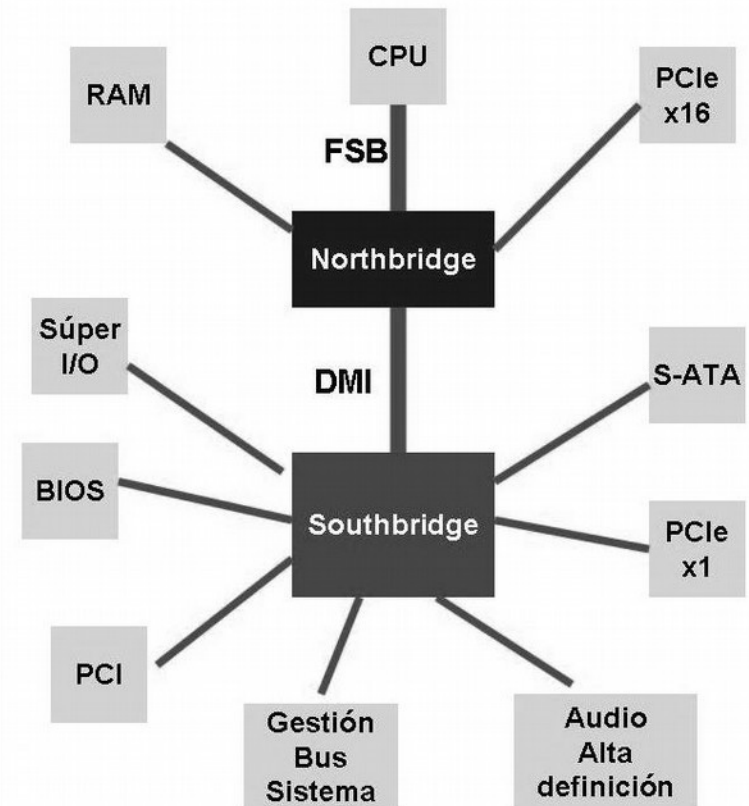 CPU
RAM
PCIe
x16
FSB
Northbridge
Súper
I/O
DMI
S-ATA
BIOS
Southbridge
PCIe
x1
PCI
Gestión
Bus
Sistema
Audio
Alta
definición